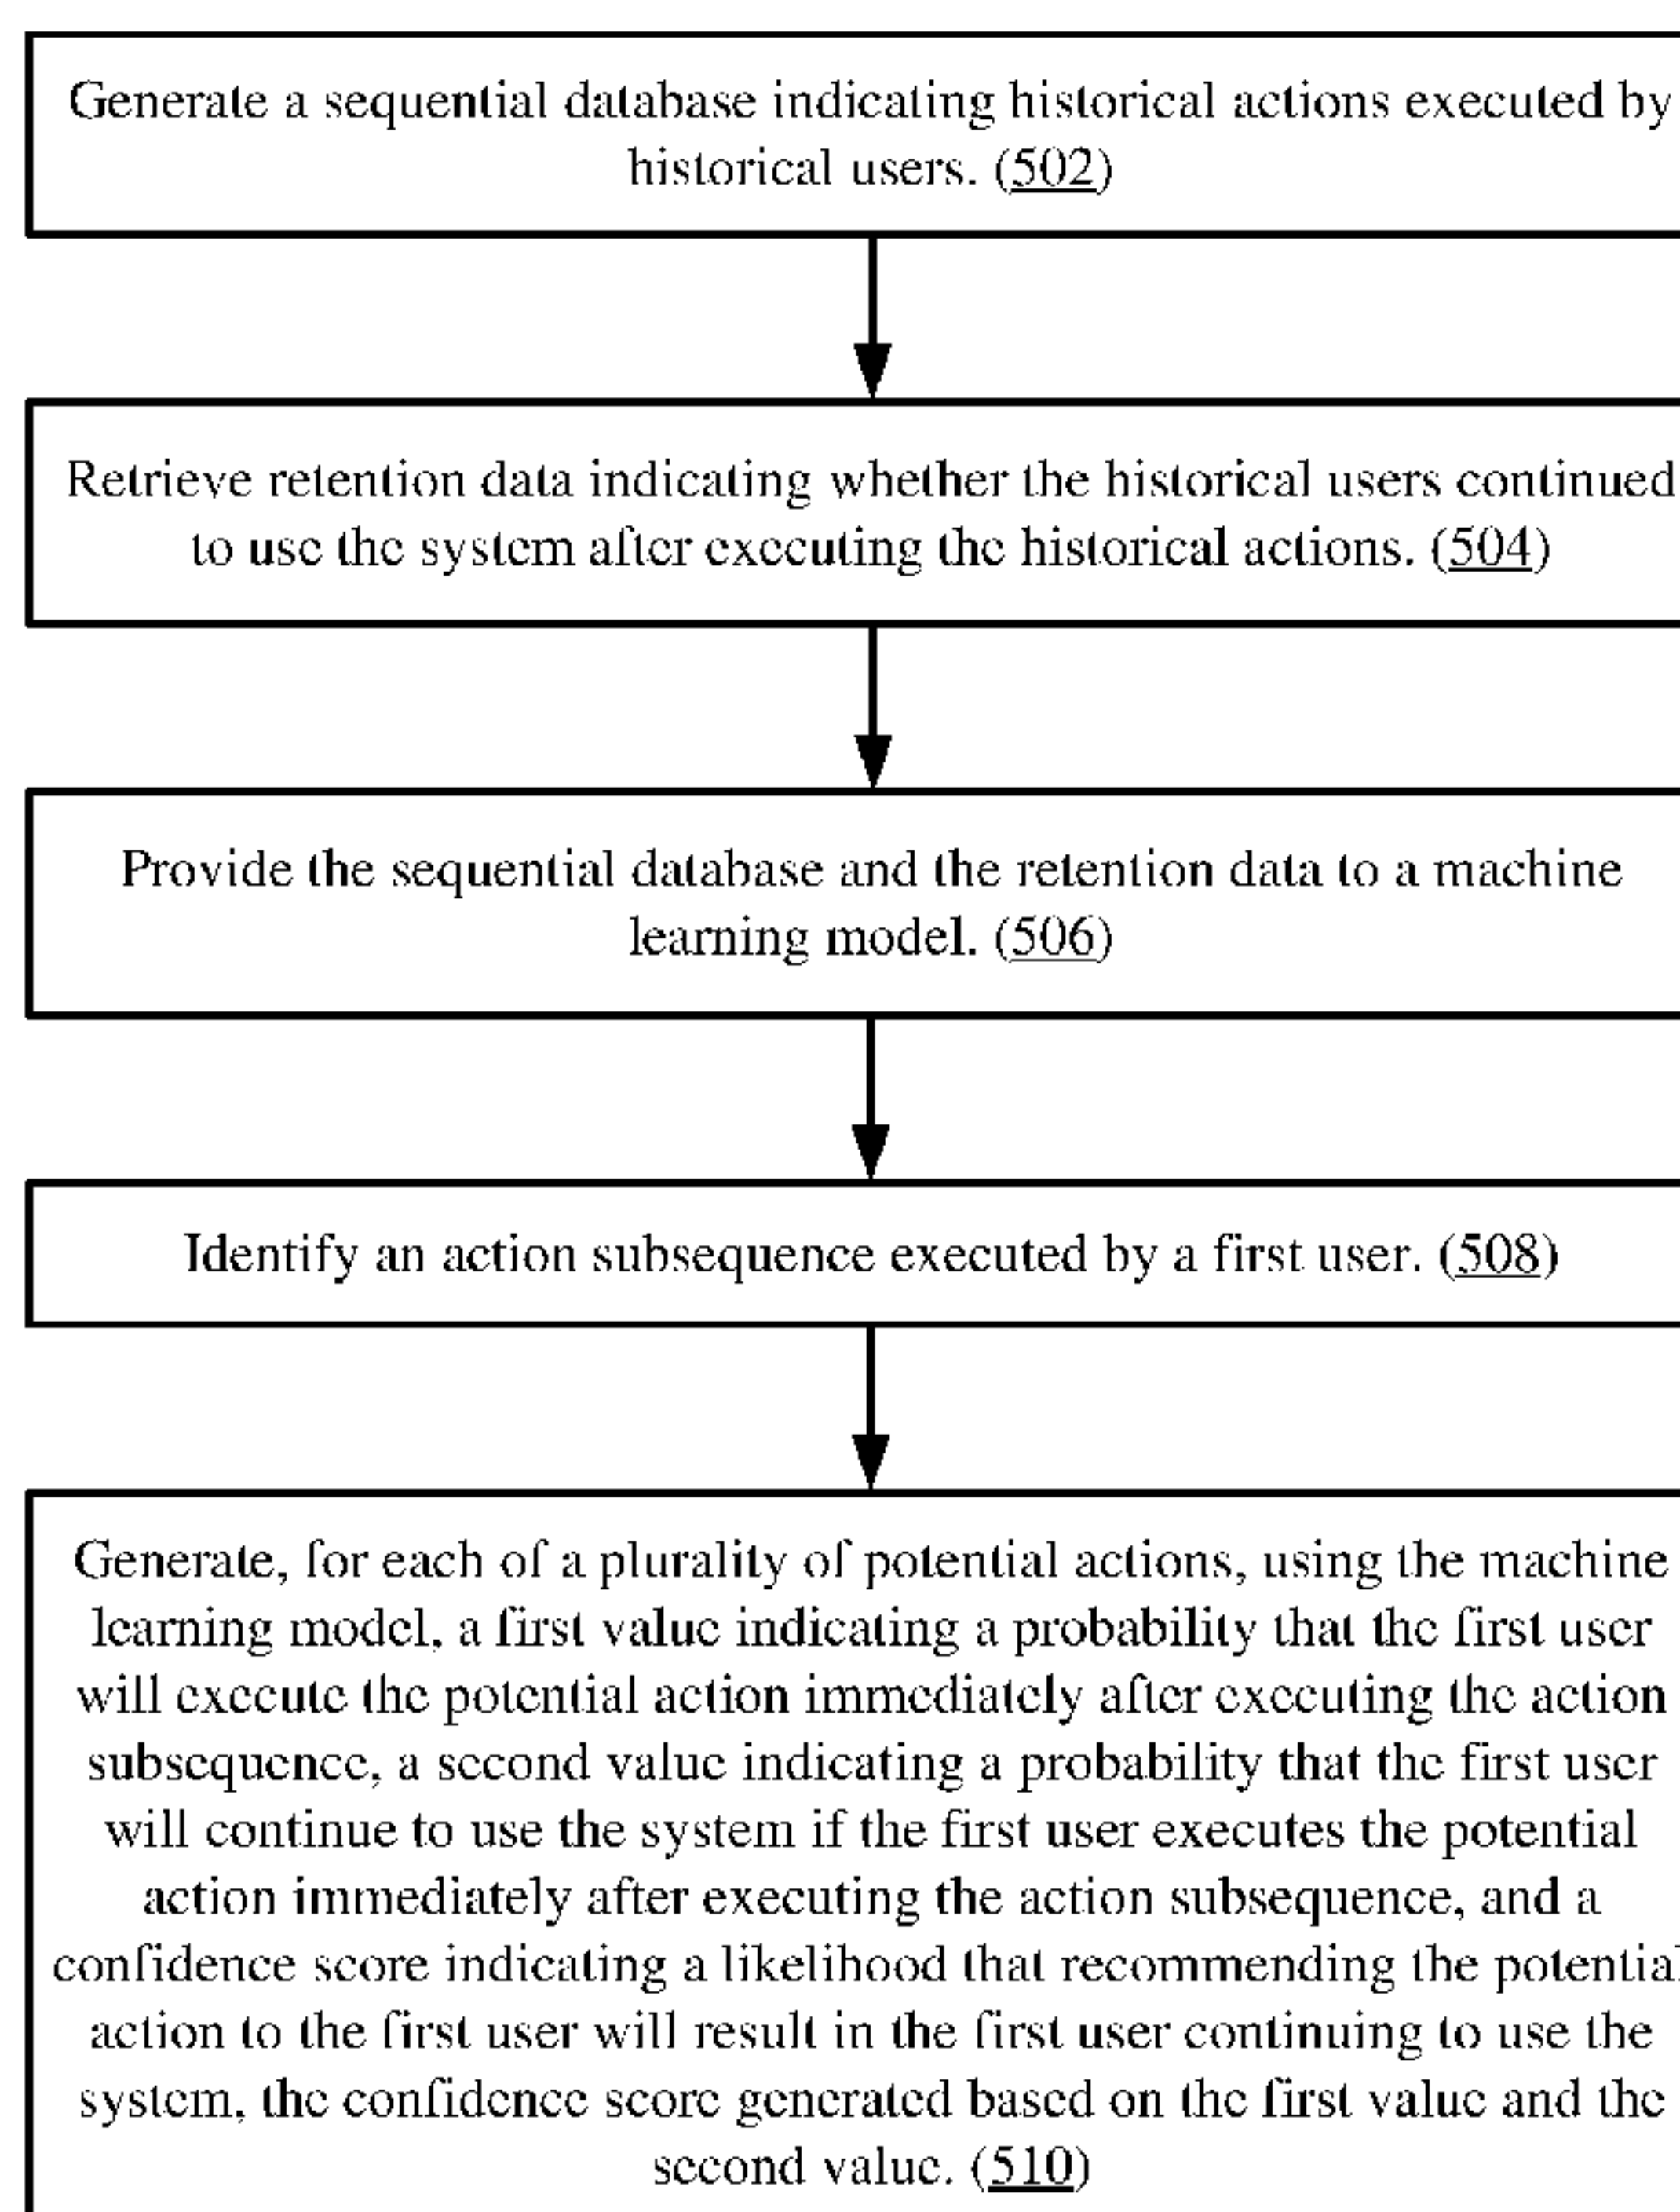 Generate a sequential database indicating historical actions executed by
historical users. (502)
Retrieve retention data indicating whether the historical users continued
to use the system after executing the historical actions. (504)
Provide the sequential database and the retention data to a machine
learning model. (506)
Identify an action subsequence executed by a first user. (508)
Generate, for each of a plurality of potential actions, using the machine
learning model, a first value indicating a probability that the first user
will execute the potential action immediately after executing the action
subsequence, a second value indicating a probability that the first user
will continue to use the system if the first user executes the potential
action immediately after executing the action subsequence, and a
confidence score indicating a likelihood that recommending the potential
action to the first user will result in the first user continuing to use the
system, the confidence score generated based on the first value and the
second value. (510)